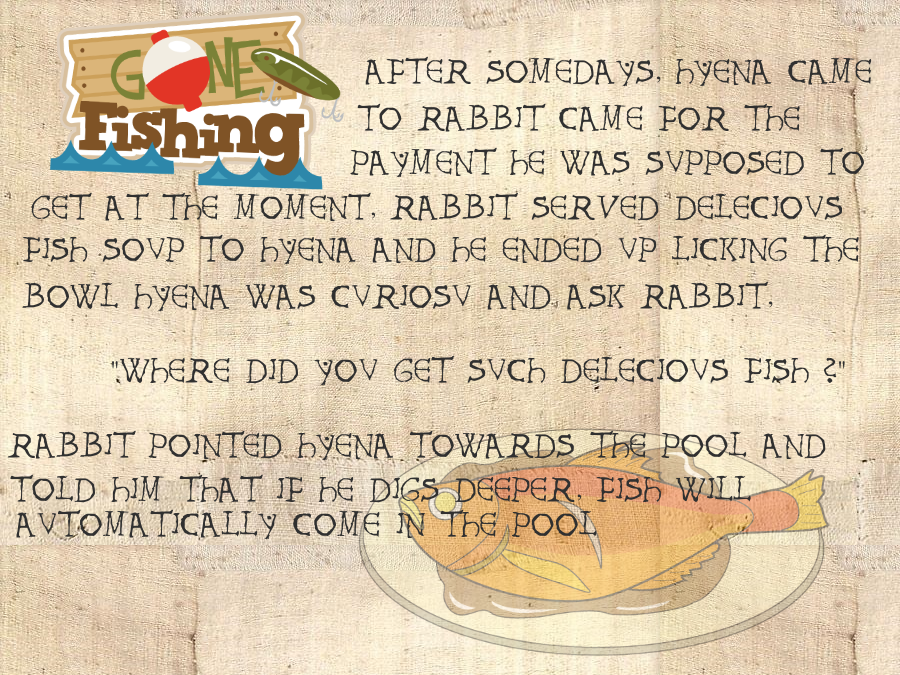 GONE
Fishing
AFTER SOMEDAYS, HYENA CAME
TO RABBIT CAME FOR THE
PAYMENT HE WAS SUPPOSED TO
GET AT THE MOMENT, RABBIT SERVED DELECIOUS
FISH SOUP TO HYENA AND HE ENDED UP LICKING THE
BOWL HYENA WAS CURIOSU AND, ASK RABBIT,
"WHERE DID YOU GET SUCH DELECIOUS FISH ?"
RABBIT POINTED HYENA TOWARDS THE POOL AND
TOLD HIM THAT IF HE DIGS DEEPER, FISH WILL
AUTOMATICALLY COME IN THE POOL